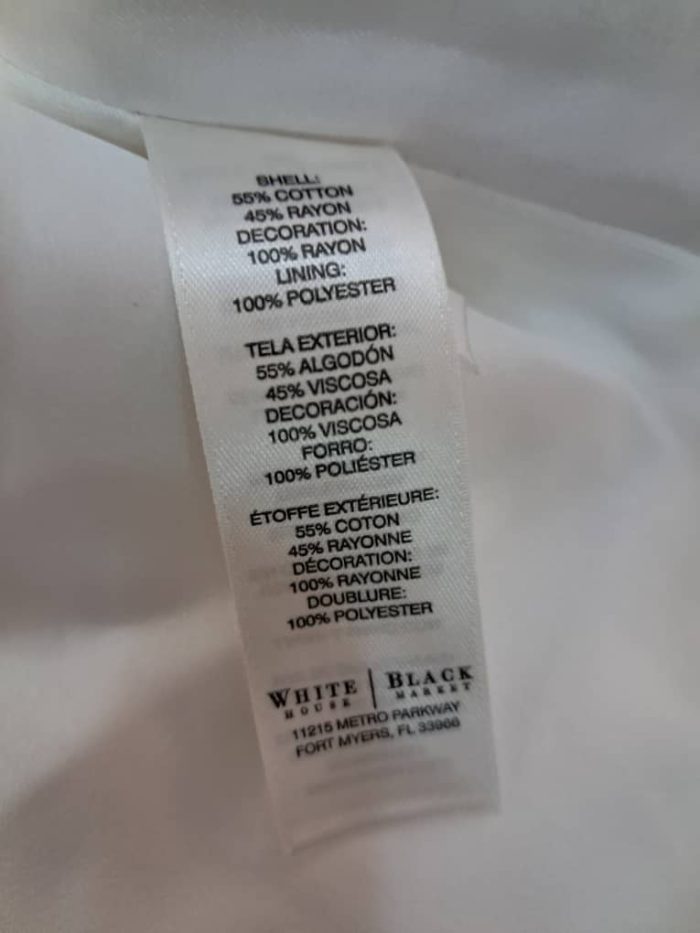 SHELL:
55% COTTON
45% RAYON
DECORATION:
100% RAYON
LINING:
100% POLYESTER
TELA EXTERIOR:
55% ALGODÓN
45% VISCOSA
DECORACIÓN:
100% VISCOSA
FORRO:
100% POLIÉSTER
ÉTOFFE EXTÉRIEURE:
55% COTON
45% RAYONNE
DÉCORATION:
100% RAYONNE
DOUBLURE:
100% POLYESTER
WHITE | BLACK
HOUSE MARKET
11215 METRO PARKWAY
FORT MYERS, FL 33966